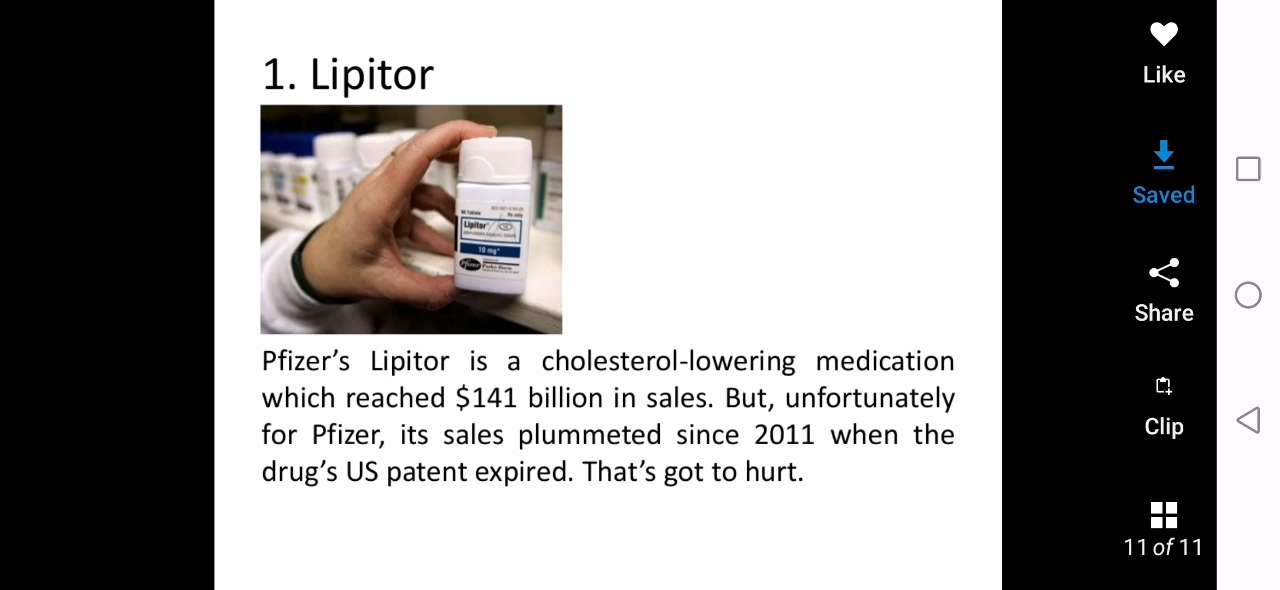 1. Lipitor
Lipitor
10 mg
Pfizer
Pfizer’s Lipitor is a cholesterol-lowering medication
which reached $141 billion in sales. But, unfortunately
for Pfizer, its sales plummeted since 2011 when the
drug’s US patent expired. That’s got to hurt.
Like
Saved
Share
Clip
11 of 11